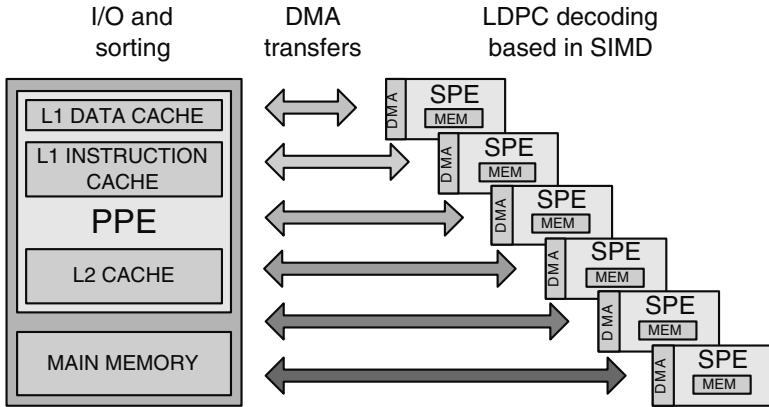 I/O and
sorting
DMA
transfers
LDPC decoding
based in SIMD
L1 DATA CACHE
L1 INSTRUCTION
CACHE
PPE
L2 CACHE
MAIN MEMORY
DMA
SPE
MEM
DMA
SPE
MEM
DMA
SPE
MEM
DMA
SPE
MEM
DMA
SPE
MEM
DMA
SPE
MEM